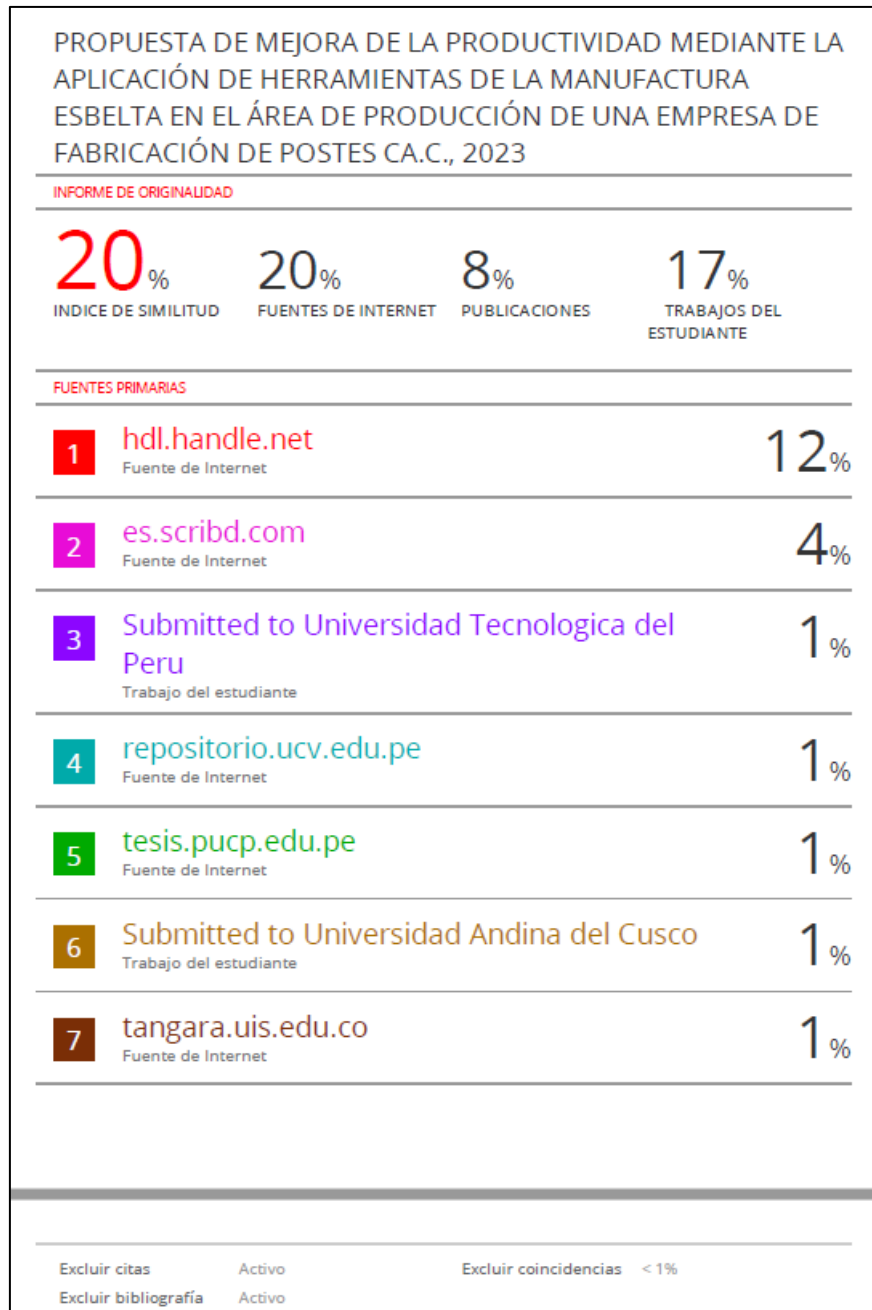 PROPUESTA DE MEJORA DE LA PRODUCTIVIDAD MEDIANTE LA
APLICACIÓN DE HERRAMIENTAS DE LA MANUFACTURA
ESBELTA EN EL ÁREA DE PRODUCCIÓN DE UNA EMPRESA DE
FABRICACIÓN DE POSTES CA.C., 2023
INFORME DE ORIGINALIDAD
20% 20% 8% 17%
INDICE DE SIMILITUD FUENTES DE INTERNET PUBLICACIONES TRABAJOS DEL
ESTUDIANTE
FUENTES PRIMARIAS
1 hdl.handle.net 12%
Fuente de Internet
2 es.scribd.com 4%
Fuente de Internet
3 Submitted to Universidad Tecnologica del 1%
Peru
Trabajo del estudiante
4 repositorio.ucv.edu.pe 1%
Fuente de Internet
5 tesis.pucp.edu.pe 1%
Fuente de Internet
6 Submitted to Universidad Andina del Cusco 1%
Trabajo del estudiante
7 tangara.uis.edu.co 1%
Fuente de Internet
Excluir citas Activo Excluir coincidencias < 1%
Excluir bibliografía Activo